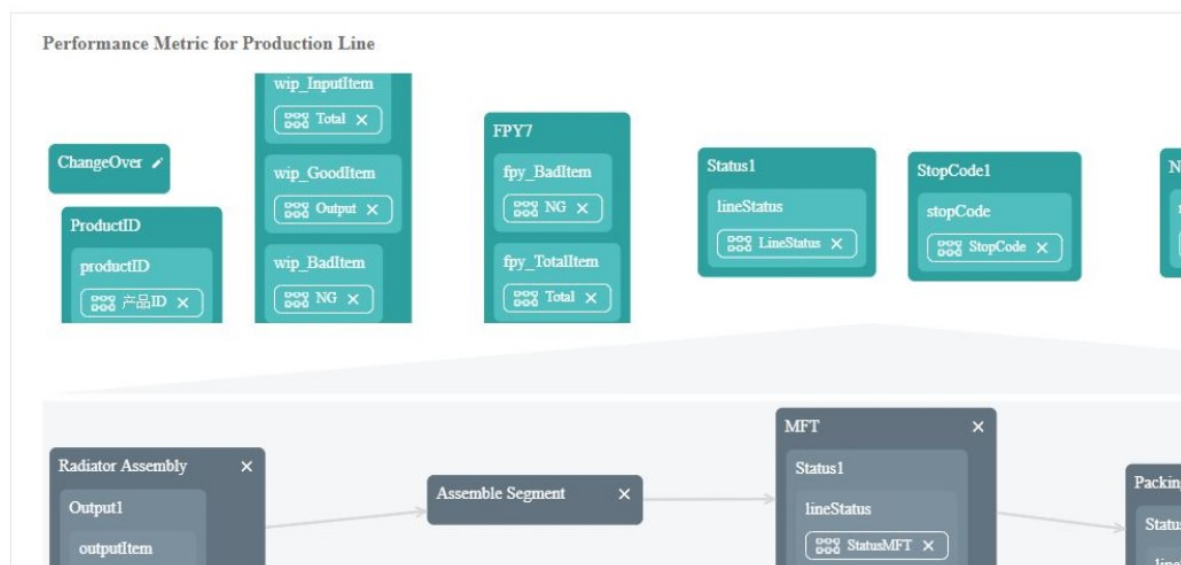 Performance Metric for Production Line
ChangeOver
ProductID
productID
产品ID
wip_InputItem
Total
wip_GoodItem
Output
wip_BadItem
NG
FPY7
fpy_BadItem
NG
fpy_TotalItem
Total
Status1
lineStatus
LineStatus
StopCode1
stopCode
StopCode
N
Radiator Assembly
Output1
outputItem
Assemble Segment
MFT
Status1
lineStatus
StatusMFT
Packing
Status